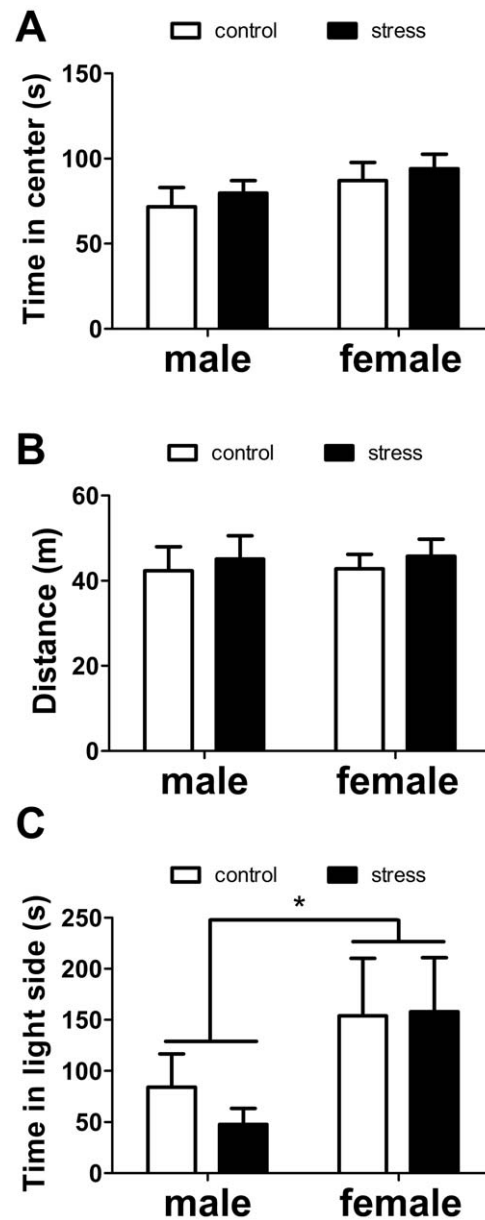 A
control stress
Time in center (s)
150
100
50
0
male female
B
control stress
Distance (m)
60
40
20
0
male female
C
control stress
Time in light side (s)
250
200
150
100
50
0
*
male female